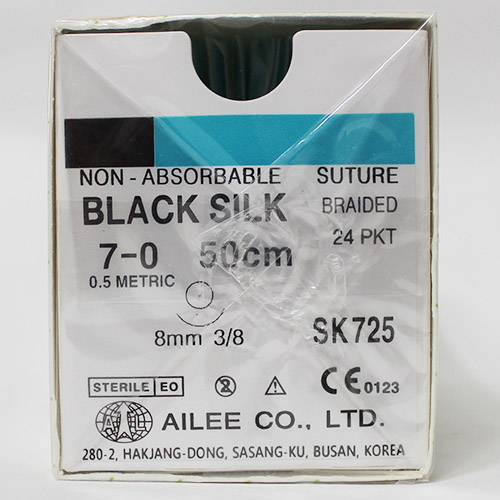 NON - ABSORBABLE SUTURE
BLACK SILK BRAIDED
7-0 50cm 24 PKT
0.5 METRIC
8mm 3/8 SK725
STERILE EO 2 CE 0123
AILEE CO., LTD.
280-2, HAKJANG-DONG, SASANG-KU, BUSAN, KOREA